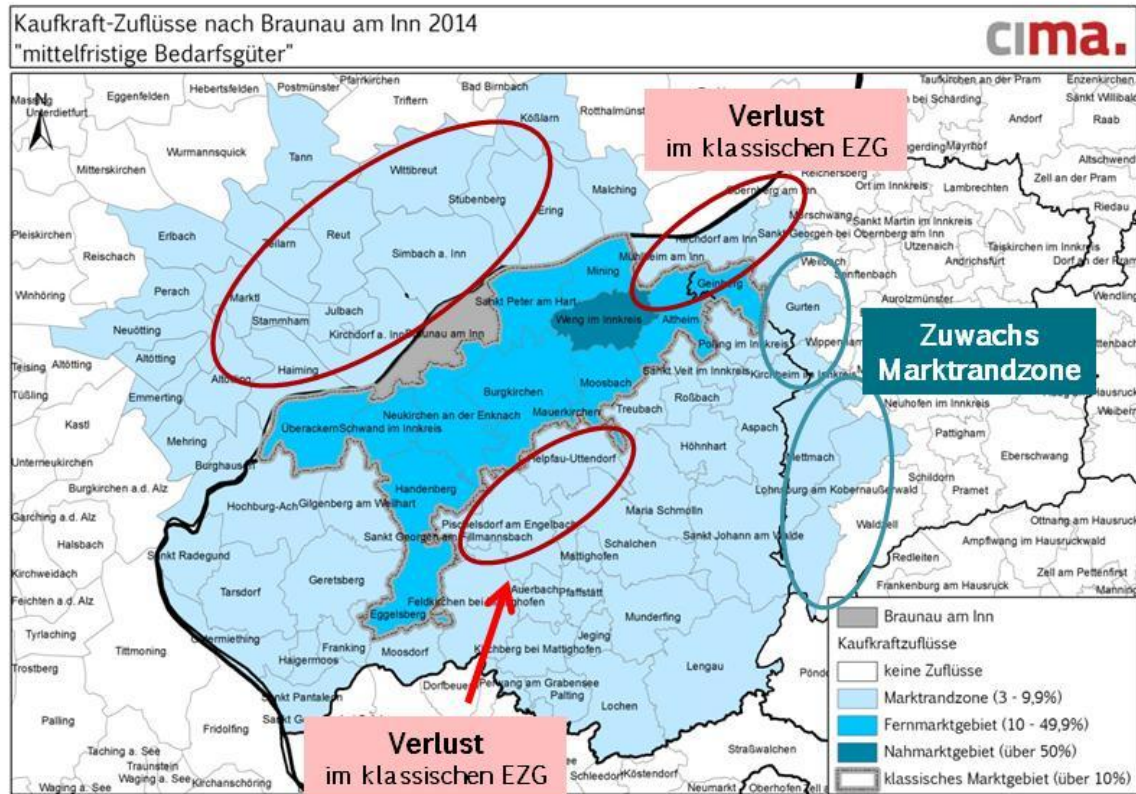 Kaufkraft-Zuflüsse nach Braunau am Inn 2014
"mittelfristige Bedarfsgüter"
cima.
N
Massing
Unterdietfurt
Eggenfelden
Hebertsfelden
Postmünster
Pfarrkirchen
Triftern
Bad Birnbach
Kößlarn
Rotthalmünster
Taufkirchen an der Pram
Enzenkirchen
Sankt Willibald
Raab
Andorf
Mayrhof
Altschwend
Zell an der Pram
Riedau
Verlust
im klassischen EZG
Mitterskirchen
Wurmannsquick
Tann
Wittibreut
Stubenberg
Ering
Malching
Reichersberg
Ort im Innkreis
Lambrechten
Obernberg am Inn
Mörschwang
Sankt Martin im Innkreis
Kirchdorf am Inn
Sankt Georgen bei Obernberg am Inn
Utzenaich
Taiskirchen im Innkreis
Andrichsfurt
Dorf an der Pram
Pleiskirchen
Reischach
Erlbach
Zeilarn
Reut
Simbach a. Inn
Mühlheim am Inn
Weilbach
Senftenbach
Winhöring
Perach
Marktl
Julbach
Stammham
Kirchdorf a. Inn
Braunau am Inn
Sankt Peter am Hart
Mining
Geinberg
Weng im Innkreis
Altheim
Polling im Innkreis
Gurten
Wippenham
Kirchheim im Innkreis
Aurolzmünster
Wendling
Neuötting
Altötting
Altötting
Teising
Tüßling
Emmerting
Haiming
Burgkirchen
Moosbach
Sankt Veit im Innkreis
Roßbach
Zuwachs
Marktrandzone
Kastl
Mehring
Burghausen
Überackern
Schwand im Innkreis
Neukirchen an der Enknach
Mauerkirchen
Treubach
Höhnhart
Aspach
Neuhofen im Innkreis
Pattigham
Eberschwang
Unterneukirchen
Burgkirchen a.d. Alz
Garching a.d. Alz
Halsbach
Helpfau-Uttendorf
Mettmach
Schildorn
Pramet
Hochburg-Ach
Gilgenberg am Weilhart
Handenberg
Pischelsdorf am Engelbach
Maria Schmolln
Lohnsburg am Kobernaußerwald
Waldzell
Ottnang am Hausruck
Ampflwang im Hausruckwald
Sankt Georgen am Fillmannsbach
Schalchen
Sankt Johann am Walde
Mattighofen
Redleiten
Zell am Pettenfirst
Frankenburg am Hausruck
Manning
Kirchweidach
Feichten a.d. Alz
Sankt Radegund
Tarsdorf
Geretsberg
Auerbach
Pfaffstätt
Feldkirchen bei Mattighofen
Eggelsberg
Munderfing
Tyrlaching
Tittmoning
Trostberg
Ostermiething
Franking
Haigermoos
Moosdorf
Kirchberg bei Mattighofen
Jeging
Lengau
Palling
Fridolfing
Sankt Pantaleon
Dorfbeuern
Perwang am Grabensee
Palting
Lochen
Taching a. See
Traunstein
Waging a. See
Waging a. See
Kirchanschöring
Verlust
im klassischen EZG
Schleedorf
Köstendorf
Straßwalchen
Neumarkt
Oberhofen
Braunau am Inn
Kaufkraftzuflüsse
keine Zuflüsse
Marktrandzone (3 - 9,9%)
Fernmarktgebiet (10 - 49,9%)
Nahmarktgebiet (über 50%)
klassisches Marktgebiet (über 10%)